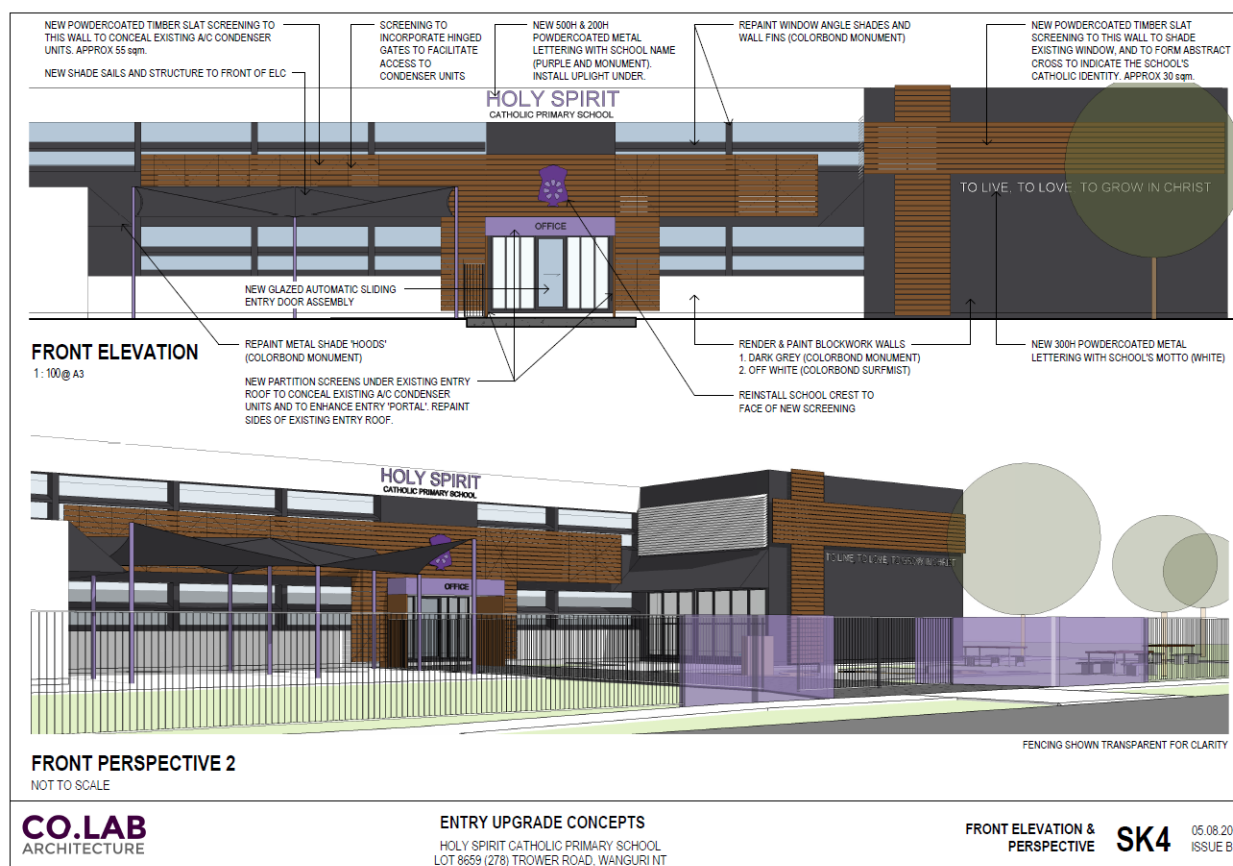 NEW POWDERCOATED TIMBER SLAT SCREENING TO
THIS WALL TO CONCEAL EXISTING A/C CONDENSER
UNITS. APPROX 55 sqm.
NEW SHADE SAILS AND STRUCTURE TO FRONT OF ELC
SCREENING TO
INCORPORATE HINGED
GATES TO FACILITATE
ACCESS TO
CONDENSER UNITS
NEW 500H & 200H
POWDERCOATED METAL
LETTERING WITH SCHOOL NAME
(PURPLE AND MONUMENT).
INSTALL UPLIGHT UNDER.
REPAINT WINDOW ANGLE SHADES AND
WALL FINS (COLORBOND MONUMENT)
NEW POWDERCOATED TIMBER SLAT
SCREENING TO THIS WALL TO SHADE
EXISTING WINDOW, AND TO FORM ABSTRACT
CROSS TO INDICATE THE SCHOOL'S
CATHOLIC IDENTITY. APPROX 30 sqm.
HOLY SPIRIT
CATHOLIC PRIMARY SCHOOL
TO LIVE, TO LOVE TO GROW IN CHRIST
OFFICE
NEW GLAZED AUTOMATIC SLIDING
ENTRY DOOR ASSEMBLY
FRONT ELEVATION
1 : 100@ A3
REPAINT METAL SHADE 'HOODS'
(COLORBOND MONUMENT)
NEW PARTITION SCREENS UNDER EXISTING ENTRY
ROOF TO CONCEAL EXISTING A/C CONDENSER
UNITS AND TO ENHANCE ENTRY 'PORTAL'. REPAINT
SIDES OF EXISTING ENTRY ROOF.
RENDER & PAINT BLOCKWORK WALLS
1. DARK GREY (COLORBOND MONUMENT)
2. OFF WHITE (COLORBOND SURFMIST)
REINSTALL SCHOOL CREST TO
FACE OF NEW SCREENING
NEW 300H POWDERCOATED METAL
LETTERING WITH SCHOOL'S MOTTO (WHITE)
HOLY SPIRIT
CATHOLIC PRIMARY SCHOOL
OFFICE
TO LIVE TO LOVE TO GROW IN CHRIST
FENCING SHOWN TRANSPARENT FOR CLARITY
FRONT PERSPECTIVE 2
NOT TO SCALE
CO.LAB
ARCHITECTURE
ENTRY UPGRADE CONCEPTS
HOLY SPIRIT CATHOLIC PRIMARY SCHOOL
LOT 8659 (278) TROWER ROAD, WANGURI NT
FRONT ELEVATION &
PERSPECTIVE
SK4
05.08.20
ISSUE B